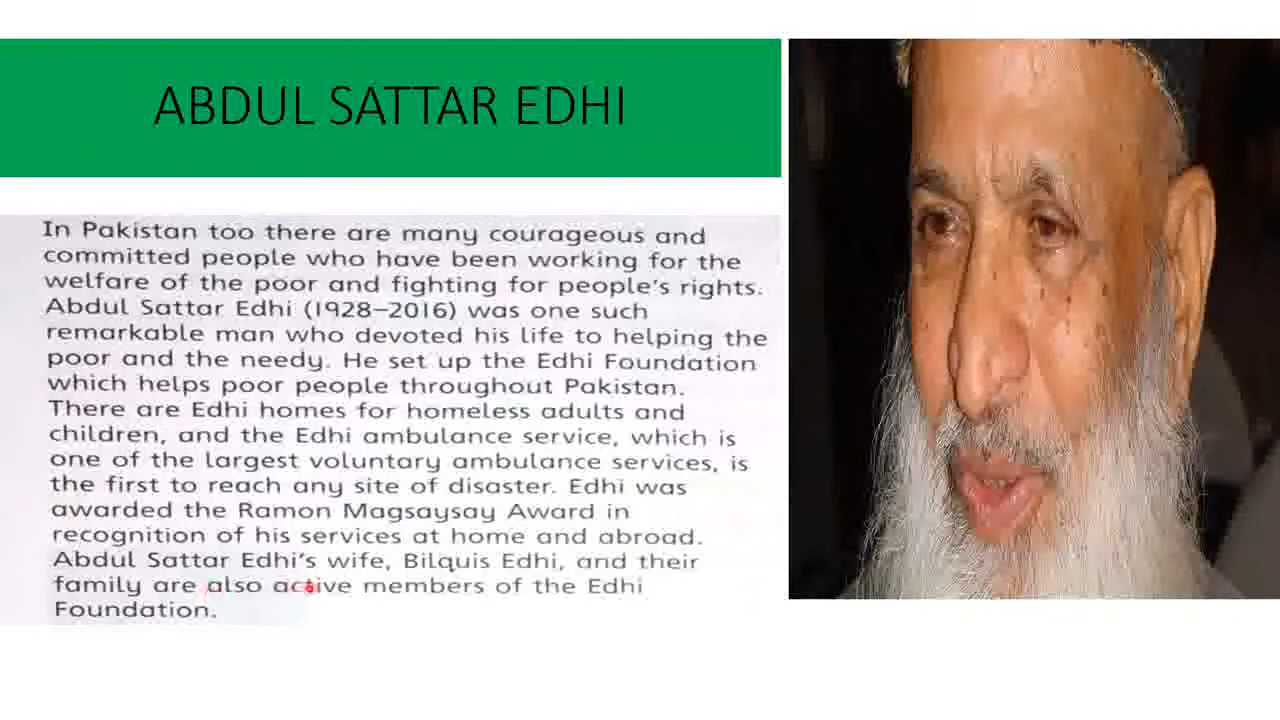 ABDUL SATTAR EDHI
In Pakistan too there are many courageous and
committed people who have been working for the
welfare of the poor and fighting for people's rights.
Abdul Sattar Edhi (1928–2016) was one such
remarkable man who devoted his life to helping the
poor and the needy. He set up the Edhi Foundation
which helps poor people throughout Pakistan.
There are Edhi homes for homeless adults and
children, and the Edhi ambulance service, which is
one of the largest voluntary ambulance services, is
the first to reach any site of disaster. Edhi was
awarded the Ramon Magsaysay Award in
recognition of his services at home and abroad.
Abdul Sattar Edhi's wife, Bilquis Edhi, and their
family are also active members of the Edhi
Foundation.